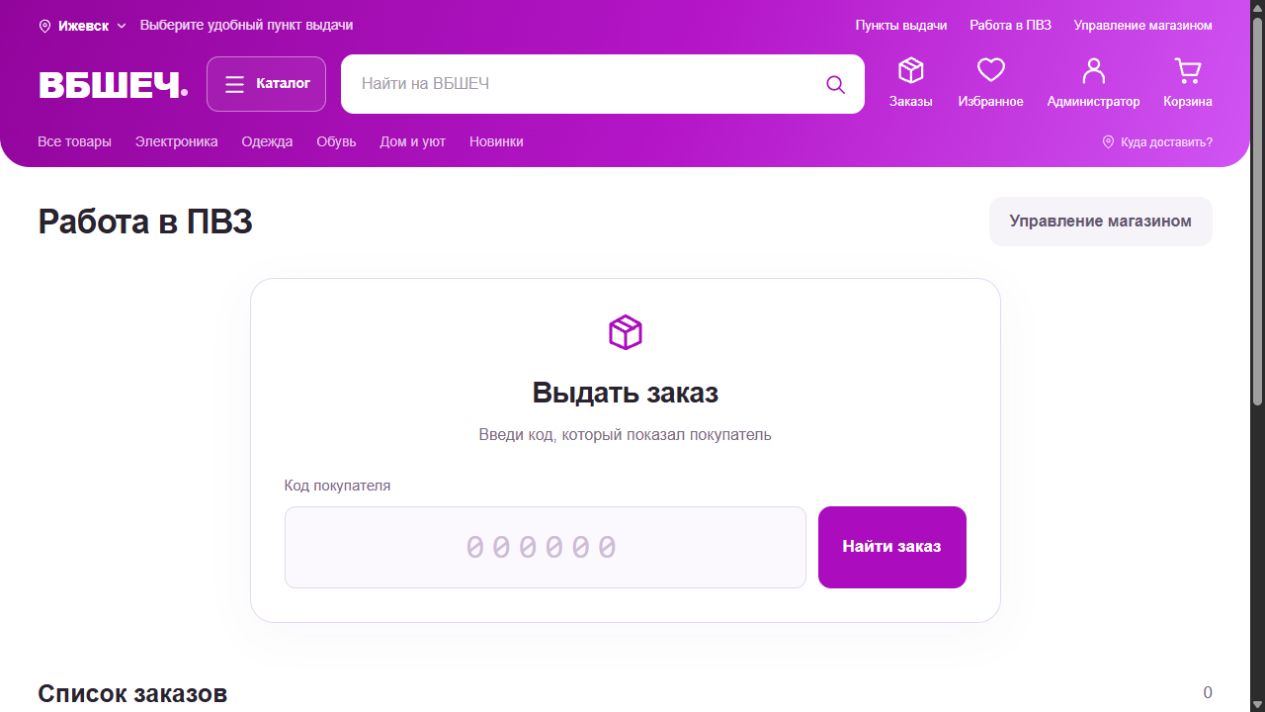 Ижевск Выберите удобный пункт выдачи Пункты выдачи Работа в ПВЗ Управление магазином
ВБШЕЧ. Каталог Найти на ВБШЕЧ Заказы Избранное Администратор Корзина
Все товары Электроника Одежда Обувь Дом и уют Новинки Куда доставить?
Работа в ПВЗ Управление магазином
Выдать заказ
Введи код, который показал покупатель
Код покупателя
000000 Найти заказ
Список заказов 0